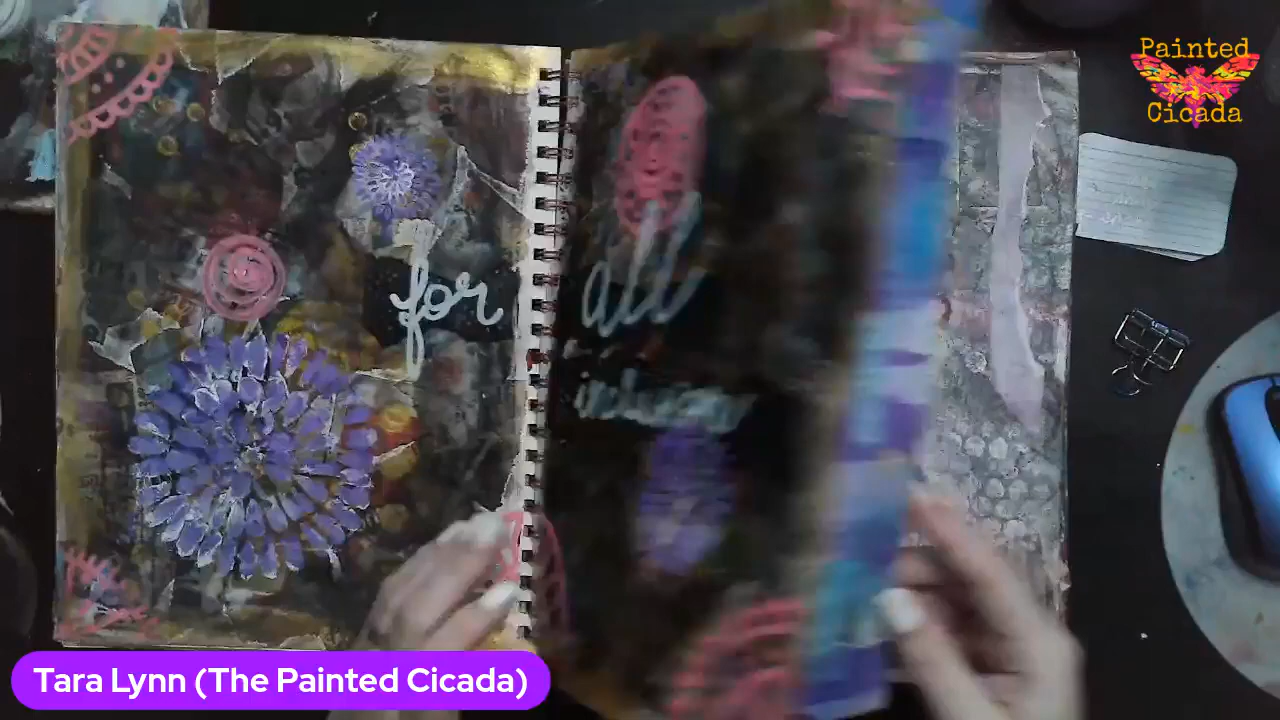 Painted
Cicada
for
all
Tara Lynn (The Painted Cicada)